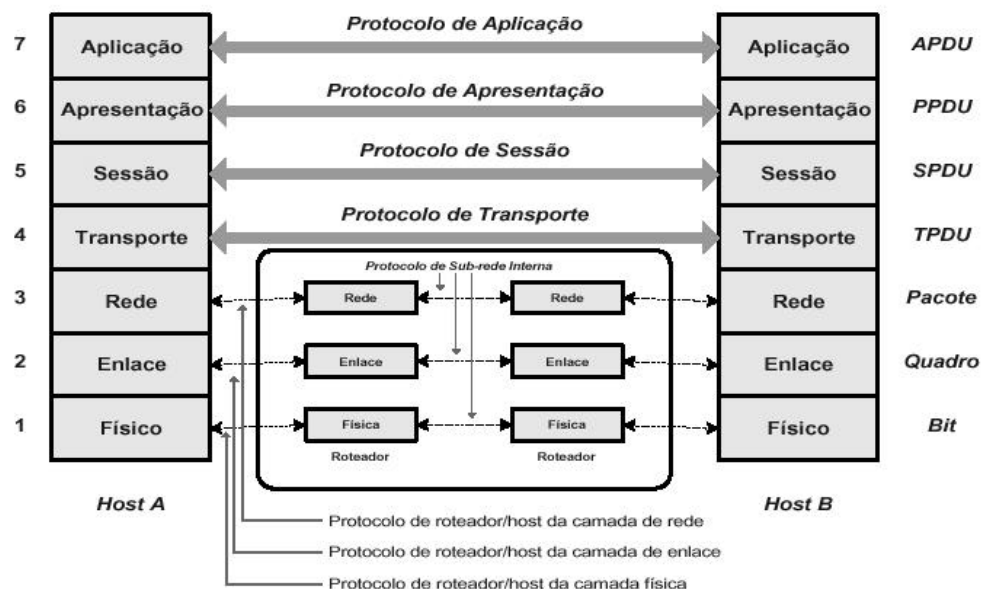 Protocolo de Aplicação
7 Aplicação Aplicação APDU
Protocolo de Apresentação
6 Apresentação Apresentação PPDU
Protocolo de Sessão
5 Sessão Sessão SPDU
Protocolo de Transporte
4 Transporte Transporte TPDU
Protocolo de Sub-rede Interna
3 Rede Rede Rede Rede Pacote
2 Enlace Enlace Enlace Enlace Quadro
1 Físico Física Física Físico Bit
Roteador Roteador
Host A Host B
Protocolo de roteador/host da camada de rede
Protocolo de roteador/host da camada de enlace
Protocolo de roteador/host da camada física